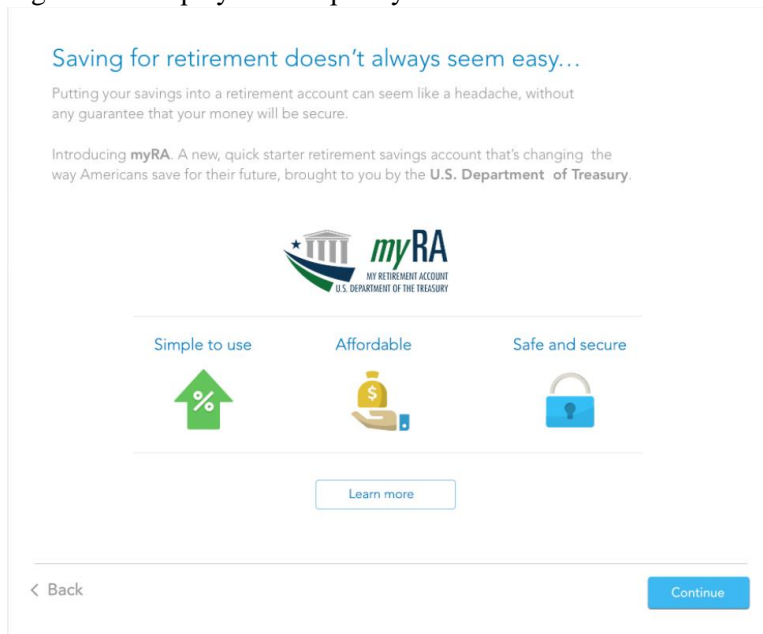 Saving for retirement doesn't always seem easy…
Putting your savings into a retirement account can seem like a headache, without
any guarantee that your money will be secure.
Introducing myRA. A new, quick starter retirement savings account that's changing the
way Americans save for their future, brought to you by the U.S. Department of Treasury.
myRA
MY RETIREMENT ACCOUNT
U.S. DEPARTMENT OF THE TREASURY
Simple to use Affordable Safe and secure
%
$
Learn more
< Back Continue